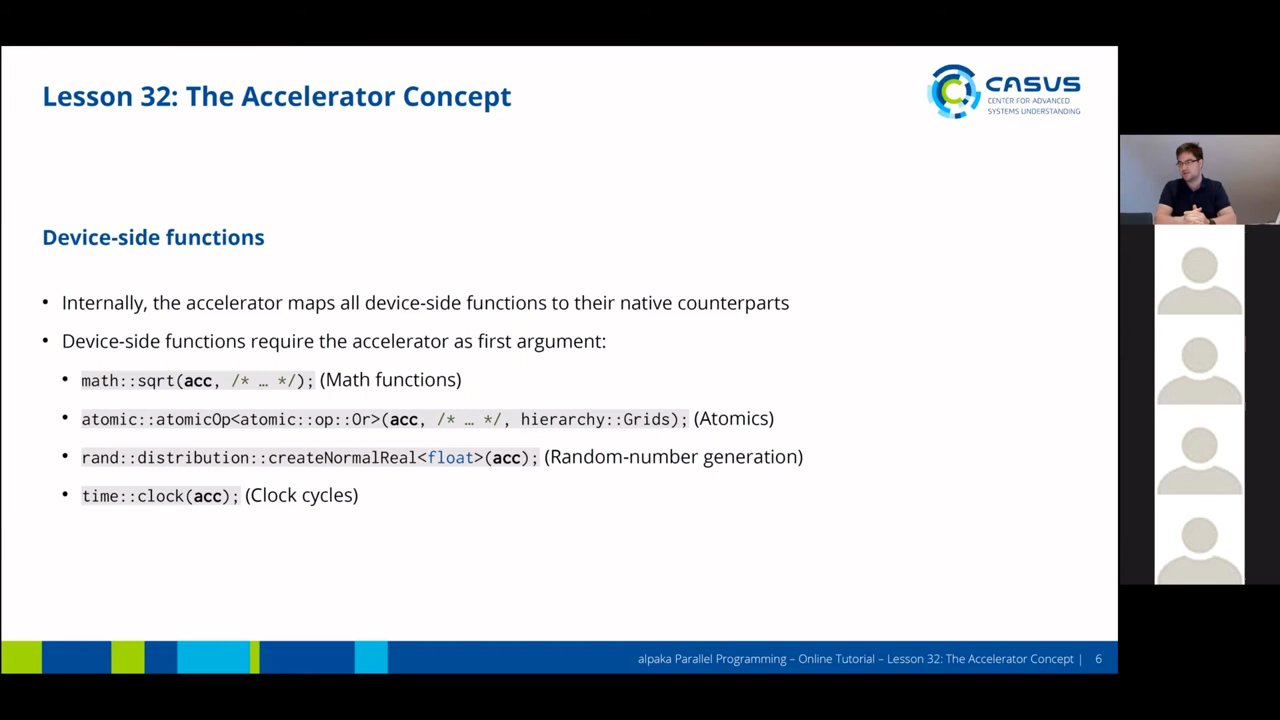 Lesson 32: The Accelerator Concept
CASUS
CENTER FOR ADVANCED
SYSTEMS UNDERSTANDING
Device-side functions
• Internally, the accelerator maps all device-side functions to their native counterparts
• Device-side functions require the accelerator as first argument:
• math::sqrt(acc, /* … */); (Math functions)
• atomic::atomicOp<atomic::op::Or>(acc, /* … */, hierarchy::Grids); (Atomics)
• rand::distribution::createNormalReal<float>(acc); (Random-number generation)
• time::clock(acc); (Clock cycles)
alpaka Parallel Programming – Online Tutorial – Lesson 32: The Accelerator Concept | 6